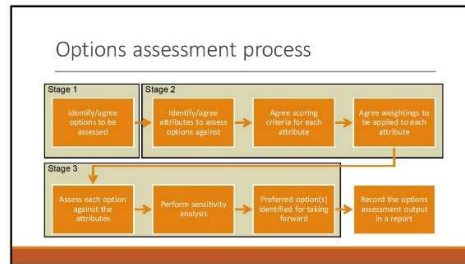 Options assessment process
Stage 1
Identify/agree
options to be
assessed
Stage 2
Identify/agree
attributes to assess
options against
Agree scoring
criteria for each
attribute
Agree weightings to
be applied to each
attribute
Stage 3
Assess each option
against the
attributes
Perform sensitivity
analysis
Preferred option(s)
identified for taking
forward
Record the options
assessment output
in a report